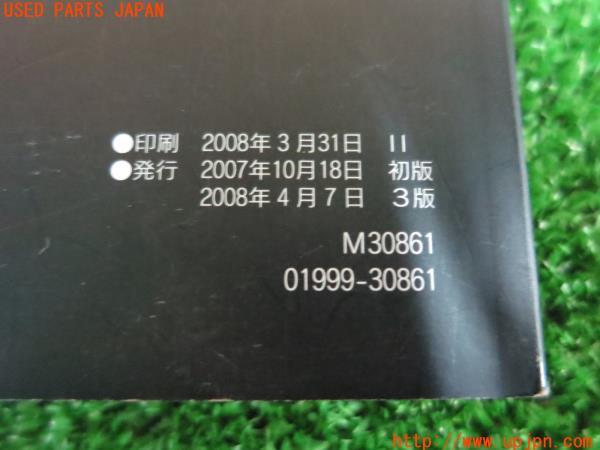 USED PARTS JAPAN
●印刷 2008年3月31日 II
●発行 2007年10月18日 初版
2008年4月7日 3版
M30861
01999-30861
http://www.upjpn.com